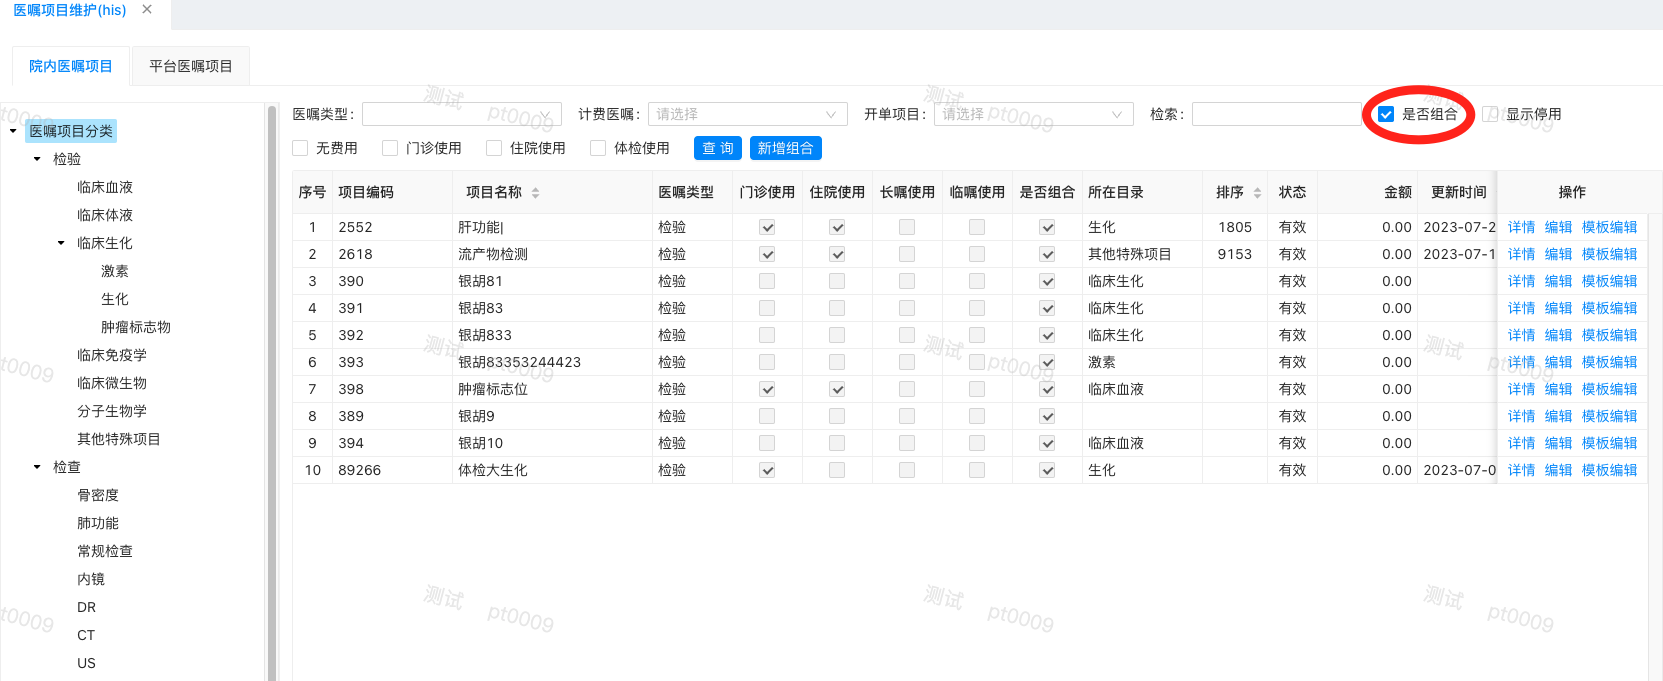 医嘱项目维护(his) ✕
院内医嘱项目 平台医嘱项目
医嘱项目分类
检验
临床血液
临床体液
临床生化
激素
生化
肿瘤标志物
临床免疫学
临床微生物
分子生物学
其他特殊项目
检查
骨密度
肺功能
常规检查
内镜
DR
CT
US
医嘱类型: 计费医嘱: 请选择 开单项目: 请选择 检索: 是否组合 显示停用
无费用 门诊使用 住院使用 体检使用 查 询 新增组合
序号 项目编码 项目名称 医嘱类型 门诊使用 住院使用 长嘱使用 临嘱使用 是否组合 所在目录 排序 状态 金额 更新时间 操作
1 2552 肝功能| 检验 生化 1805 有效 0.00 2023-07-2 详情 编辑 模板编辑
2 2618 流产物检测 检验 其他特殊项目 9153 有效 0.00 2023-07-1 详情 编辑 模板编辑
3 390 银胡81 检验 临床生化 有效 0.00 详情 编辑 模板编辑
4 391 银胡83 检验 临床生化 有效 0.00 详情 编辑 模板编辑
5 392 银胡833 检验 临床生化 有效 0.00 详情 编辑 模板编辑
6 393 银胡83353244423 检验 激素 有效 0.00 详情 编辑 模板编辑
7 398 肿瘤标志位 检验 临床血液 有效 0.00 详情 编辑 模板编辑
8 389 银胡9 检验 有效 0.00 详情 编辑 模板编辑
9 394 银胡10 检验 临床血液 有效 0.00 详情 编辑 模板编辑
10 89266 体检大生化 检验 生化 有效 0.00 2023-07-0 详情 编辑 模板编辑
测试 pt0009
测试 pt0009
测试 pt0009
测试 pt0009
测试 pt0009
测试 pt0009
测试 pt0009
测试 pt0009
测试 pt0009
pt0009
pt0009
pt0009